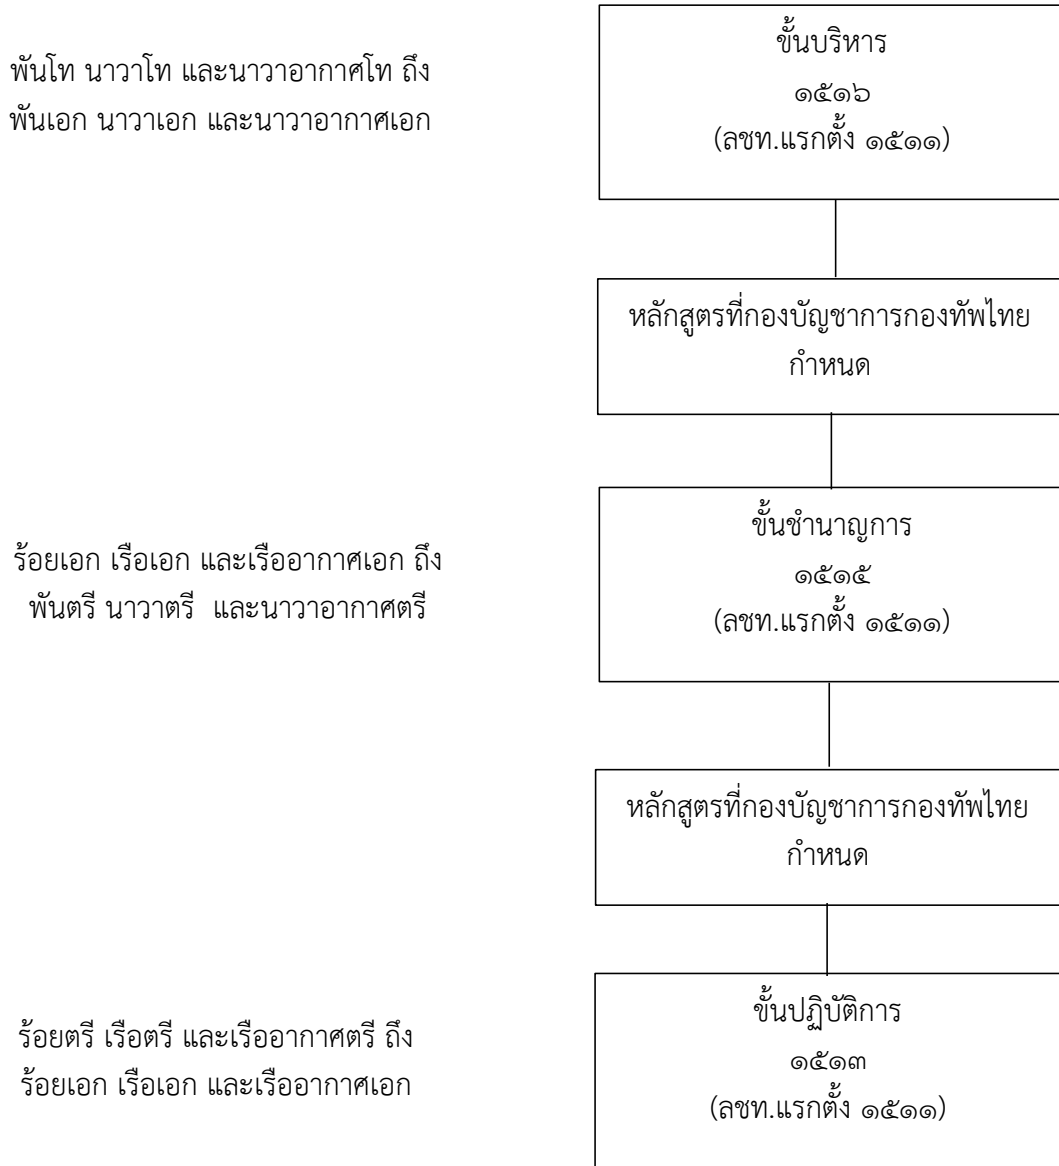 ขั้นบริหาร
พันโท นาวาโท และนาวาอากาศโท ถึง
๑๕๑๖
พันเอก นาวาเอก และนาวาอากาศเอก
(ลชท.แรกตั้ง ๑๕๑๑)
หลักสูตรที่กองบัญชาการกองทัพไทย
กำหนด
ขั้นชำนาญการ
ร้อยเอก เรือเอก และเรืออากาศเอก ถึง
๑๕๑๕
พันตรี นาวาตรี  และนาวาอากาศตรี
(ลชท.แรกตั้ง ๑๕๑๑)
หลักสูตรที่กองบัญชาการกองทัพไทย
กำหนด
ขั้นปฏิบัติการ
ร้อยตรี เรือตรี และเรืออากาศตรี ถึง
๑๕๑๓
ร้อยเอก เรือเอก และเรืออากาศเอก
(ลชท.แรกตั้ง ๑๕๑๑)